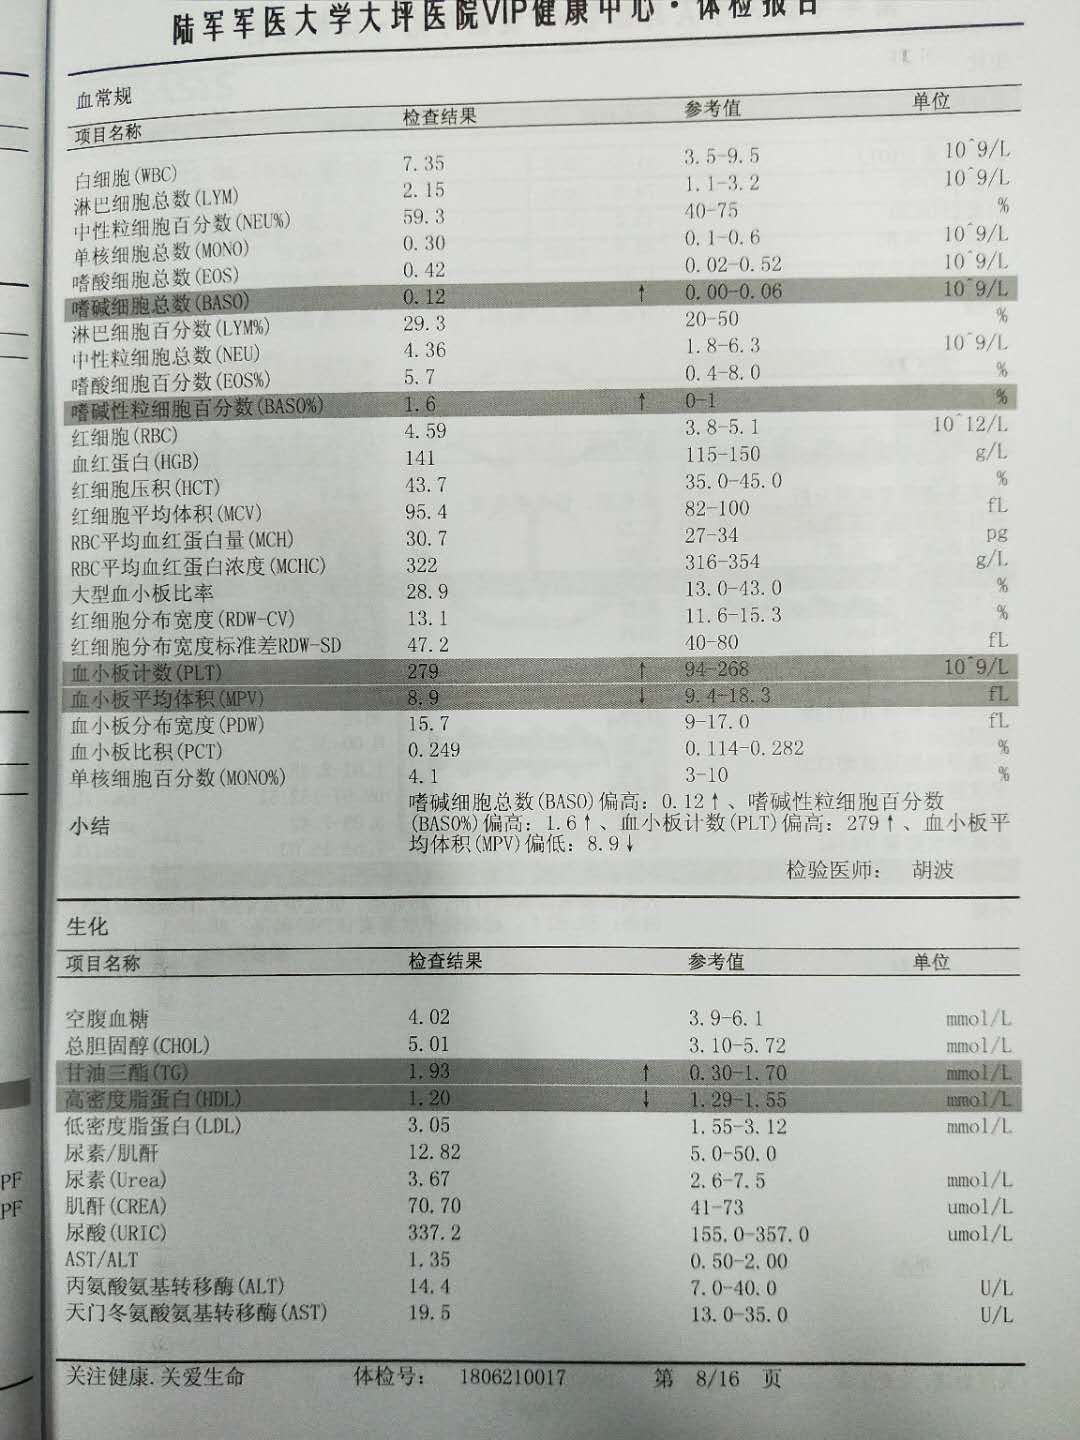 陆军军医大学大坪医院VIP健康中心·体检报告
血常规
项目名称 检查结果 参考值 单位
白细胞(WBC) 7.35 3.5-9.5 10^9/L
淋巴细胞总数(LYM) 2.15 1.1-3.2 10^9/L
中性粒细胞百分数(NEU%) 59.3 40-75 %
单核细胞总数(MONO) 0.30 0.1-0.6 10^9/L
嗜酸细胞总数(EOS) 0.42 0.02-0.52 10^9/L
嗜碱细胞总数(BASO) 0.12 ↑ 0.00-0.06 10^9/L
淋巴细胞百分数(LYM%) 29.3 20-50 %
中性粒细胞总数(NEU) 4.36 1.8-6.3 10^9/L
嗜酸细胞百分数(EOS%) 5.7 0.4-8.0 %
嗜碱性粒细胞百分数(BASO%) 1.6 ↑ 0-1 %
红细胞(RBC) 4.59 3.8-5.1 10^12/L
血红蛋白(HGB) 141 115-150 g/L
红细胞压积(HCT) 43.7 35.0-45.0 %
红细胞平均体积(MCV) 95.4 82-100 fL
RBC平均血红蛋白量(MCH) 30.7 27-34 pg
RBC平均血红蛋白浓度(MCHC) 322 316-354 g/L
大型血小板比率 28.9 13.0-43.0 %
红细胞分布宽度(RDW-CV) 13.1 11.6-15.3 %
红细胞分布宽度标准差RDW-SD 47.2 40-80 fL
血小板计数(PLT) 279 ↑ 94-268 10^9/L
血小板平均体积(MPV) 8.9 ↓ 9.4-18.3 fL
血小板分布宽度(PDW) 15.7 9-17.0 fL
血小板比积(PCT) 0.249 0.114-0.282 %
单核细胞百分数(MONO%) 4.1 3-10 %
小结 嗜碱细胞总数(BASO)偏高：0.12↑、嗜碱性粒细胞百分数
(BASO%)偏高：1.6↑、血小板计数(PLT)偏高：279↑、血小板平
均体积(MPV)偏低：8.9↓
检验医师： 胡波
生化
项目名称 检查结果 参考值 单位
空腹血糖 4.02 3.9-6.1 mmol/L
总胆固醇(CHOL) 5.01 3.10-5.72 mmol/L
甘油三酯(TG) 1.93 ↑ 0.30-1.70 mmol/L
高密度脂蛋白(HDL) 1.20 ↓ 1.29-1.55 mmol/L
低密度脂蛋白(LDL) 3.05 1.55-3.12 mmol/L
尿素/肌酐 12.82 5.0-50.0
尿素(Urea) 3.67 2.6-7.5 mmol/L
肌酐(CREA) 70.70 41-73 umol/L
尿酸(URIC) 337.2 155.0-357.0 umol/L
AST/ALT 1.35 0.50-2.00
丙氨酸氨基转移酶(ALT) 14.4 7.0-40.0 U/L
天门冬氨酸氨基转移酶(AST) 19.5 13.0-35.0 U/L
关注健康.关爱生命 体检号： 1806210017 第 8/16 页
PF
PF